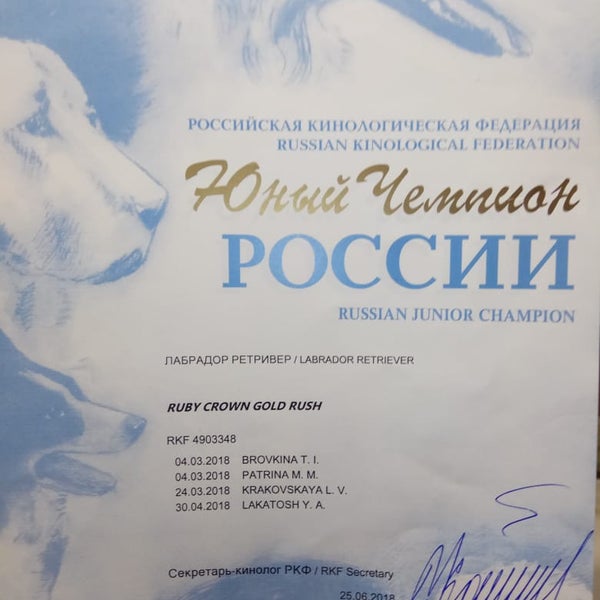 РОССИЙСКАЯ КИНОЛОГИЧЕСКАЯ ФЕДЕРАЦИЯ
RUSSIAN KINOLOGICAL FEDERATION
Юный Чемпион
РОССИИ
RUSSIAN JUNIOR CHAMPION
ЛАБРАДОР РЕТРИВЕР / LABRADOR RETRIEVER
RUBY CROWN GOLD RUSH
RKF 4903348
04.03.2018 BROVKINA T. I.
04.03.2018 PATRINA M. M.
24.03.2018 KRAKOVSKAYA L. V.
30.04.2018 LAKATOSH Y. A.
Секретарь-кинолог РКФ / RKF Secretary
25.06.2018